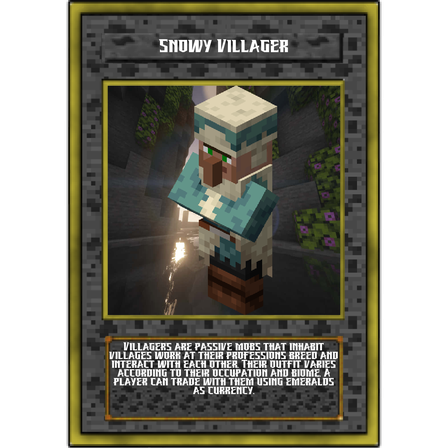 Snowy Villager
Villagers are passive mobs that inhabit
villages work at their professions breed and
interact with each other. Their outfit varies
according to their occupation and biome. A
player can trade with them using emeralds
as currency.